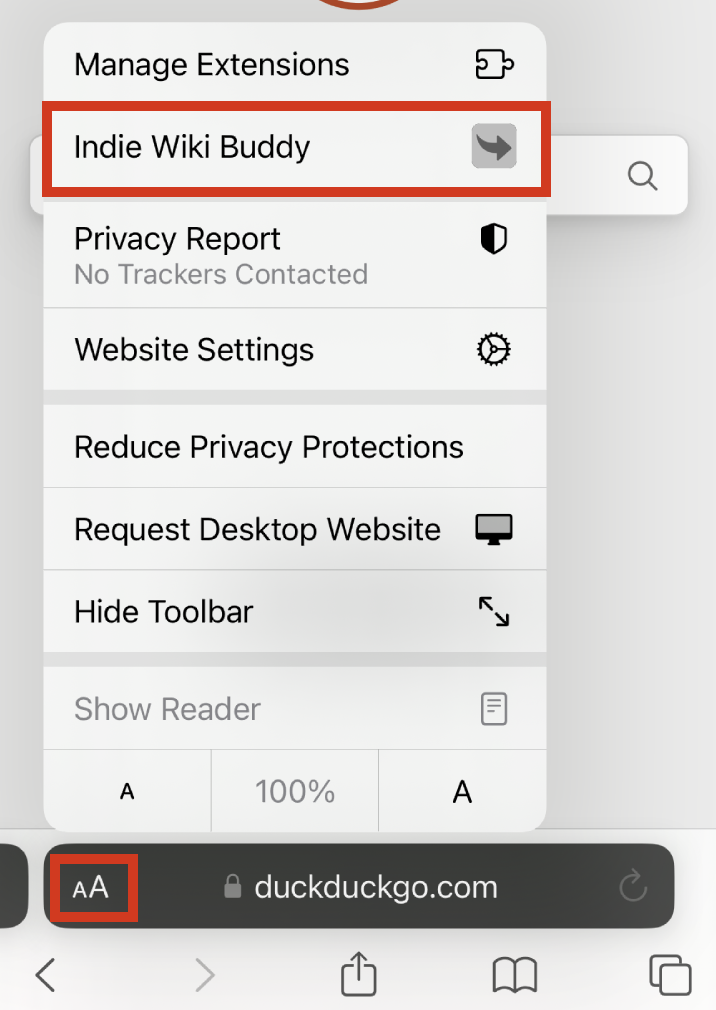 Manage Extensions
Indie Wiki Buddy
Privacy Report
No Trackers Contacted
Website Settings
Reduce Privacy Protections
Request Desktop Website
Hide Toolbar
Show Reader
A 100% A
AA duckduckgo.com